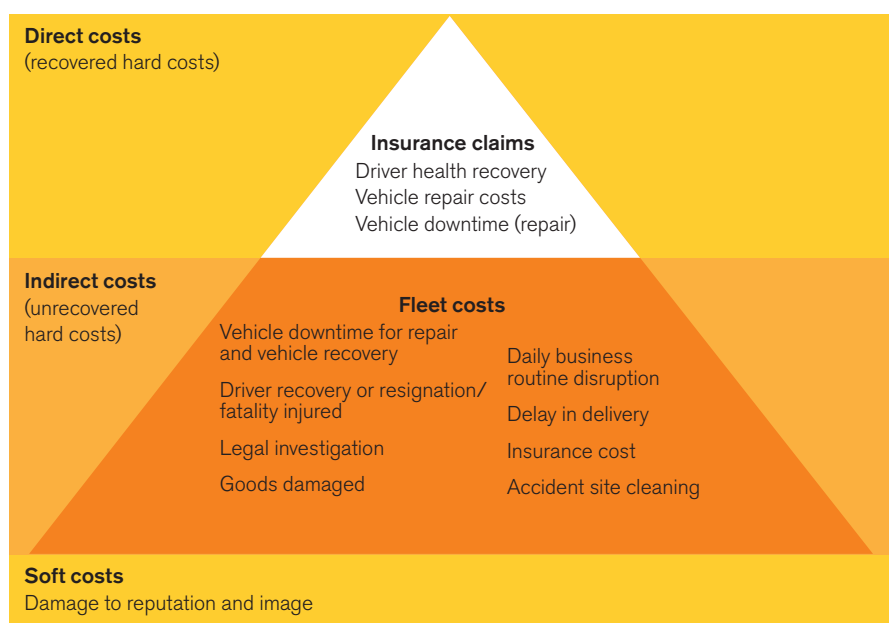 Direct costs
(recovered hard costs)
Insurance claims
Driver health recovery
Vehicle repair costs
Vehicle downtime (repair)
Indirect costs
(unrecovered
hard costs)
Fleet costs
Vehicle downtime for repair
and vehicle recovery
Driver recovery or resignation/
fatality injured
Legal investigation
Goods damaged
Daily business
routine disruption
Delay in delivery
Insurance cost
Accident site cleaning
Soft costs
Damage to reputation and image